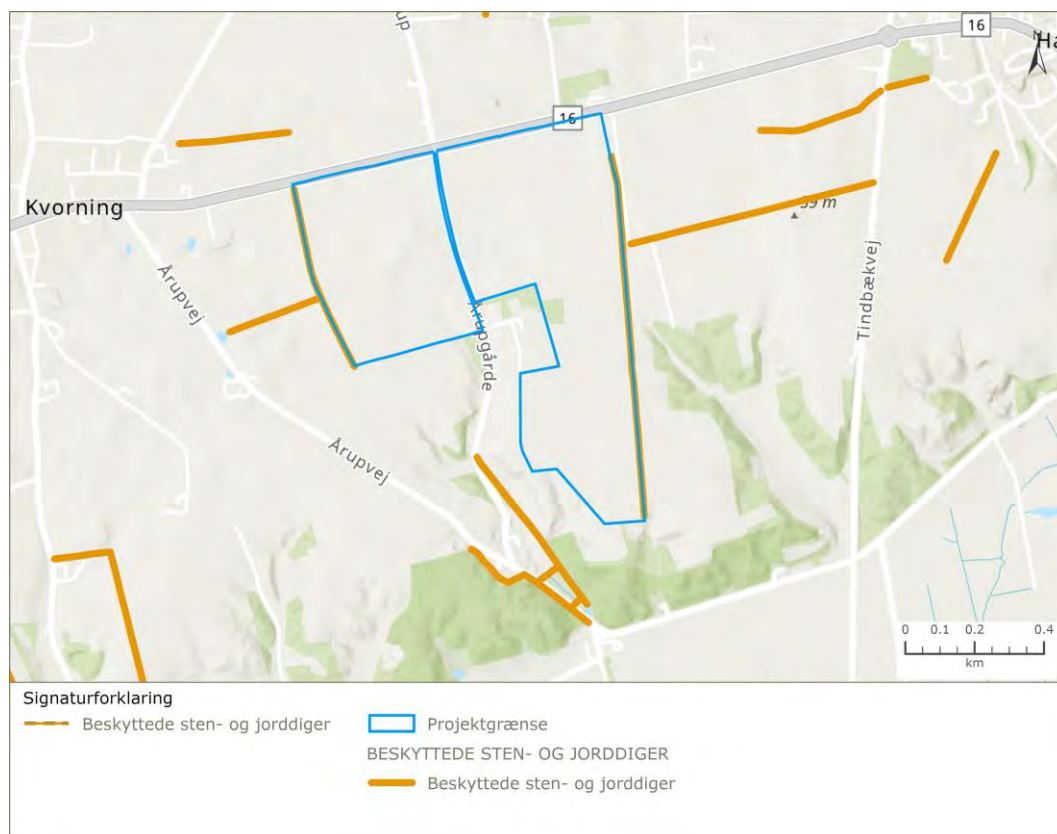 up
16
Ha
N
16
Kvorning
39 m
Årupvej
Tindbækvej
Årupgårde
Årupvej
0 0.1 0.2 0.4
km
Signaturforklaring
Beskyttede sten- og jorddiger
Projektgrænse
BESKYTTEDE STEN- OG JORDDIGER
Beskyttede sten- og jorddiger